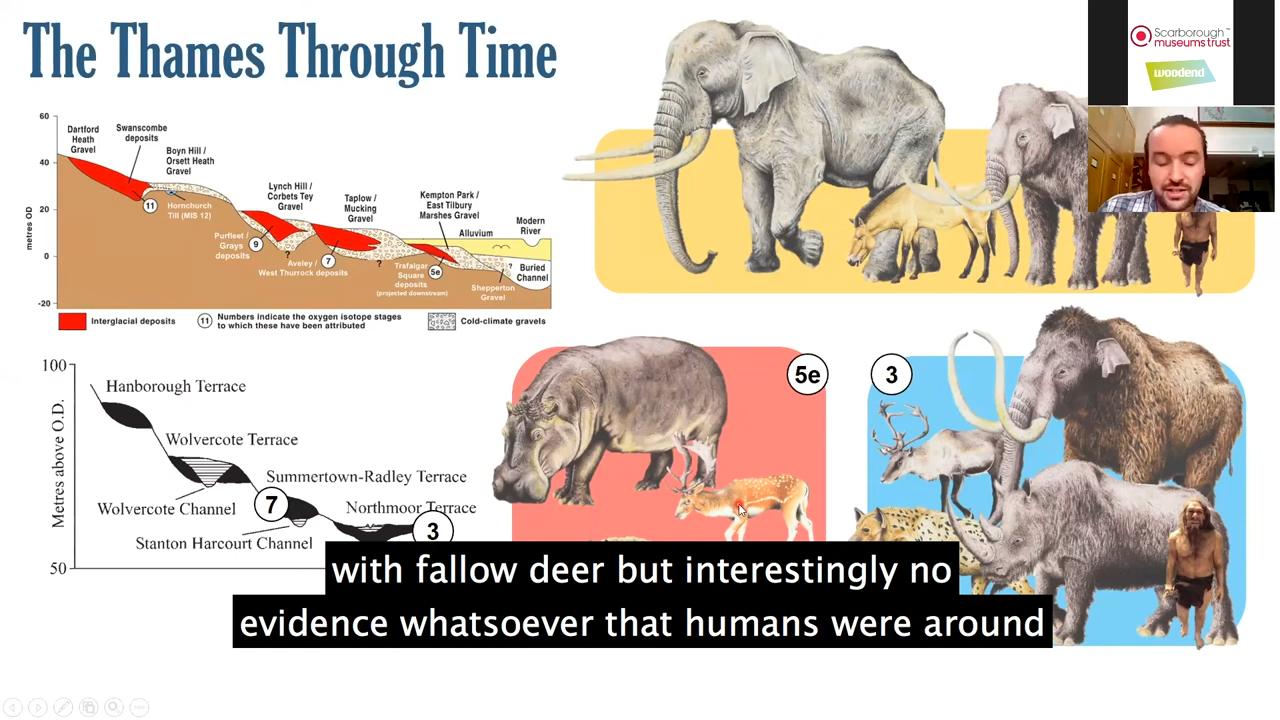 The Thames Through Time
Scarborough™
museums trust
woodend
60
40
20
0
-20
metres OD
Dartford
Heath
Gravel
Swanscombe
deposits
Boyn Hill /
Orsett Heath
Gravel
11
Hornchurch
Till (MIS 12)
Lynch Hill /
Corbets Tey
Gravel
Purfleet /
Grays
deposits
9
?
Taplow /
Mucking
Gravel
Aveley /
West Thurrock deposits
7
?
Kempton Park /
East Tilbury
Marshes Gravel
Trafalgar
Square
deposits
(projected downstream)
5e
Alluvium
Modern
River
?
Buried
Channel
Shepperton
Gravel
Interglacial deposits
11
Numbers indicate the oxygen isotope stages
to which these have been attributed
Cold-climate gravels
100
50
Metres above O.D.
Hanborough Terrace
Wolvercote Terrace
Wolvercote Channel
Summertown-Radley Terrace
7
Stanton Harcourt Channel
Northmoor Terrace
3
5e
3
with fallow deer but interestingly no
evidence whatsoever that humans were around